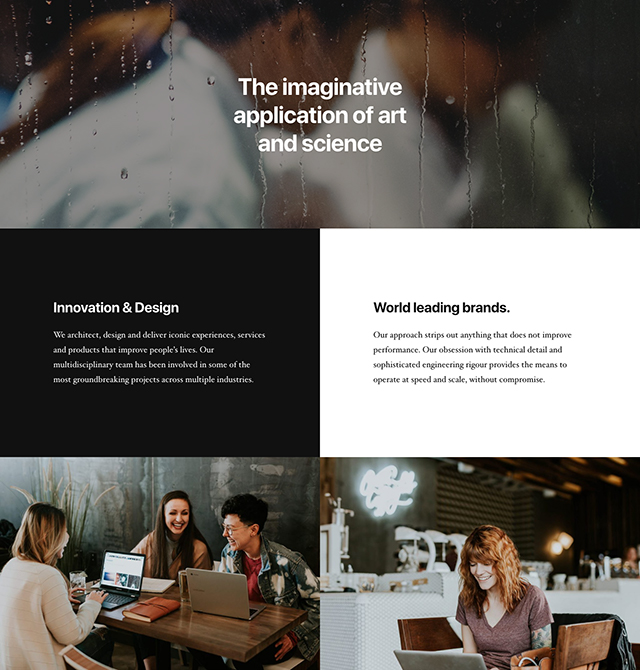 The imaginative
application of art
and science
Innovation & Design
We architect, design and deliver iconic experiences, services
and products that improve people's lives. Our
multidisciplinary team has been involved in some of the
most groundbreaking projects across multiple industries.
World leading brands.
Our approach strips out anything that does not improve
performance. Our obsession with technical detail and
sophisticated engineering rigour provides the means to
operate at speed and scale, without compromise.